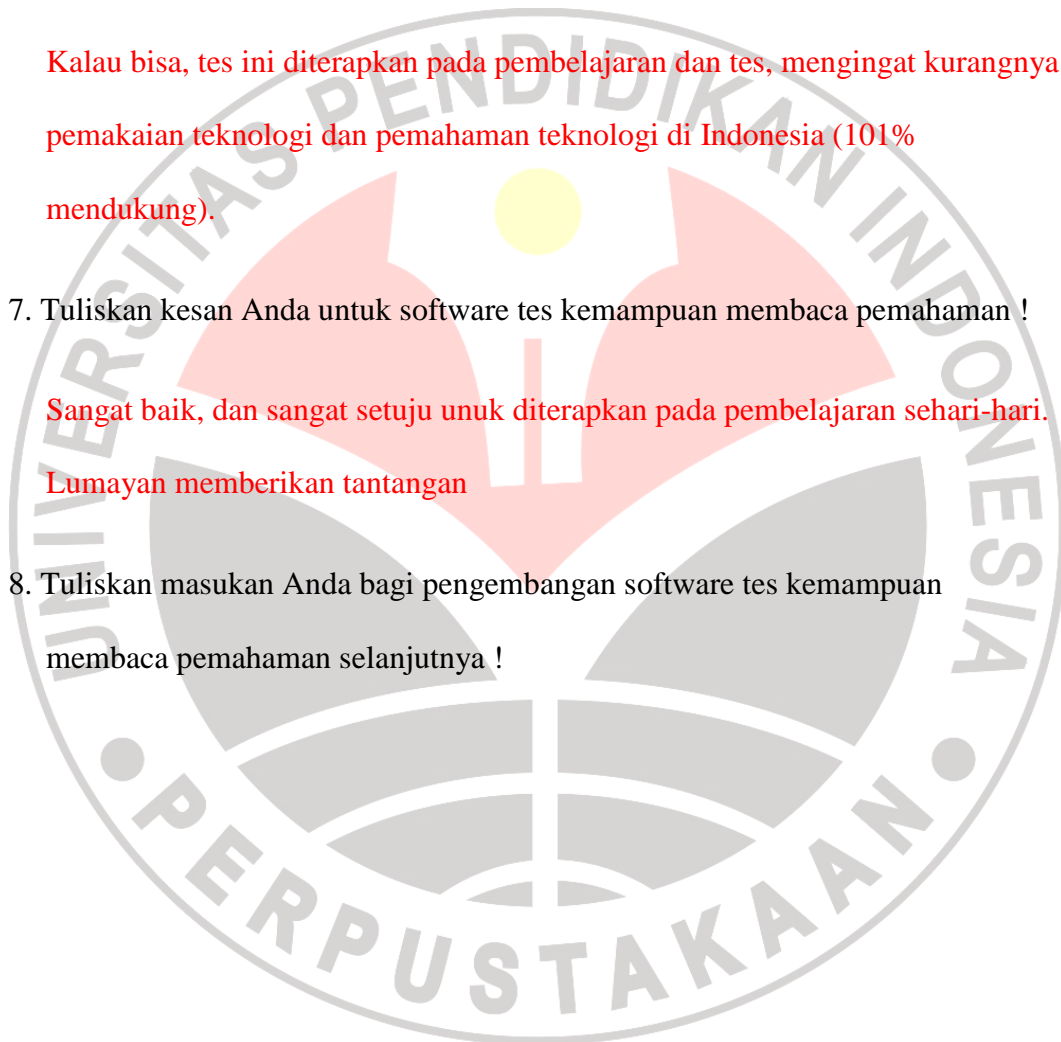 Kalau bisa, tes ini diterapkan pada pembelajaran dan tes, mengingat kurangnya
pemakaian teknologi dan pemahaman teknologi di Indonesia (101%
mendukung).
7. Tuliskan kesan Anda untuk software tes kemampuan membaca pemahaman !
Sangat baik, dan sangat setuju unuk diterapkan pada pembelajaran sehari-hari.
Lumayan memberikan tantangan
8. Tuliskan masukan Anda bagi pengembangan software tes kemampuan
membaca pemahaman selanjutnya !
UNIVERSITAS PENDIDIKAN INDONESIA
PERPUSTAKAAN